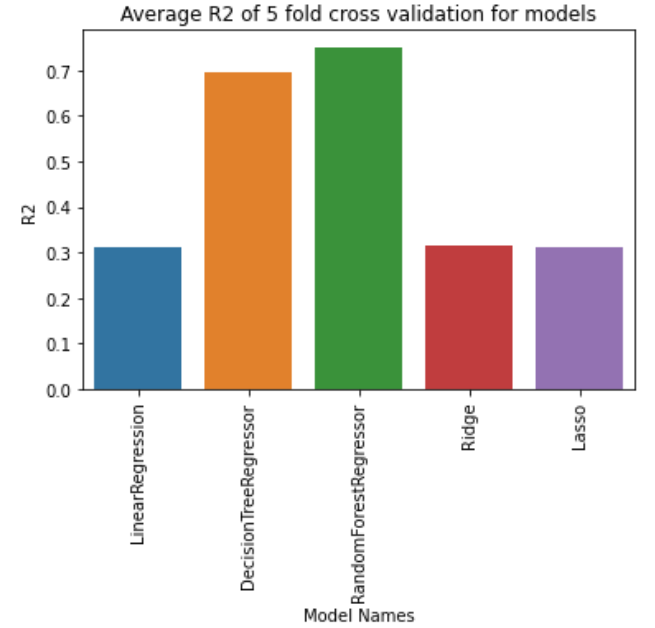 Average R2 of 5 fold cross validation for models
0.7
0.6
0.5
0.4
0.3
0.2
0.1
0.0
R2
LinearRegression
DecisionTreeRegressor
RandomForestRegressor
Ridge
Lasso
Model Names